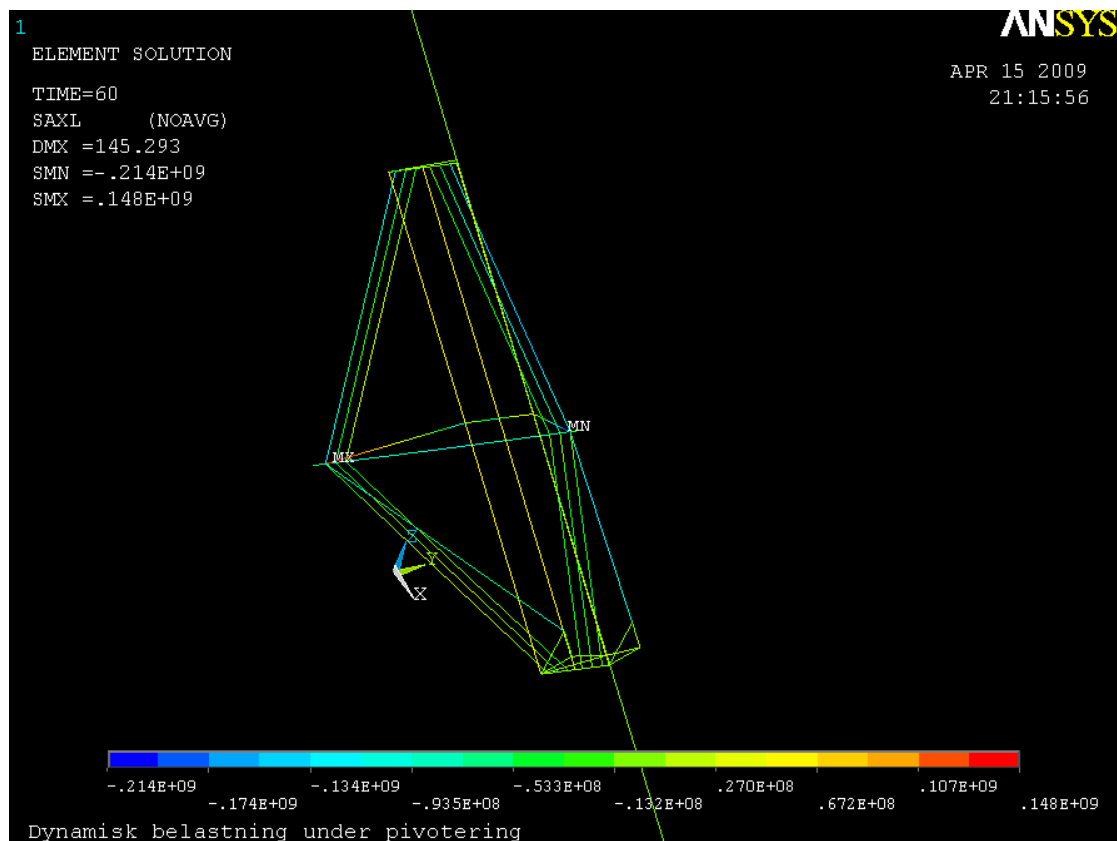 1
ANSYS
ELEMENT SOLUTION
APR 15 2009
21:15:56
TIME=60
SAXL (NOAVG)
DMX =145.293
SMN =-.214E+09
SMX =.148E+09
MN
MX
Z
Y
X
-.214E+09 -.134E+09 -.533E+08 .270E+08 .107E+09
-.174E+09 -.935E+08 -.132E+08 .672E+08 .148E+09
Dynamisk belastning under pivotering